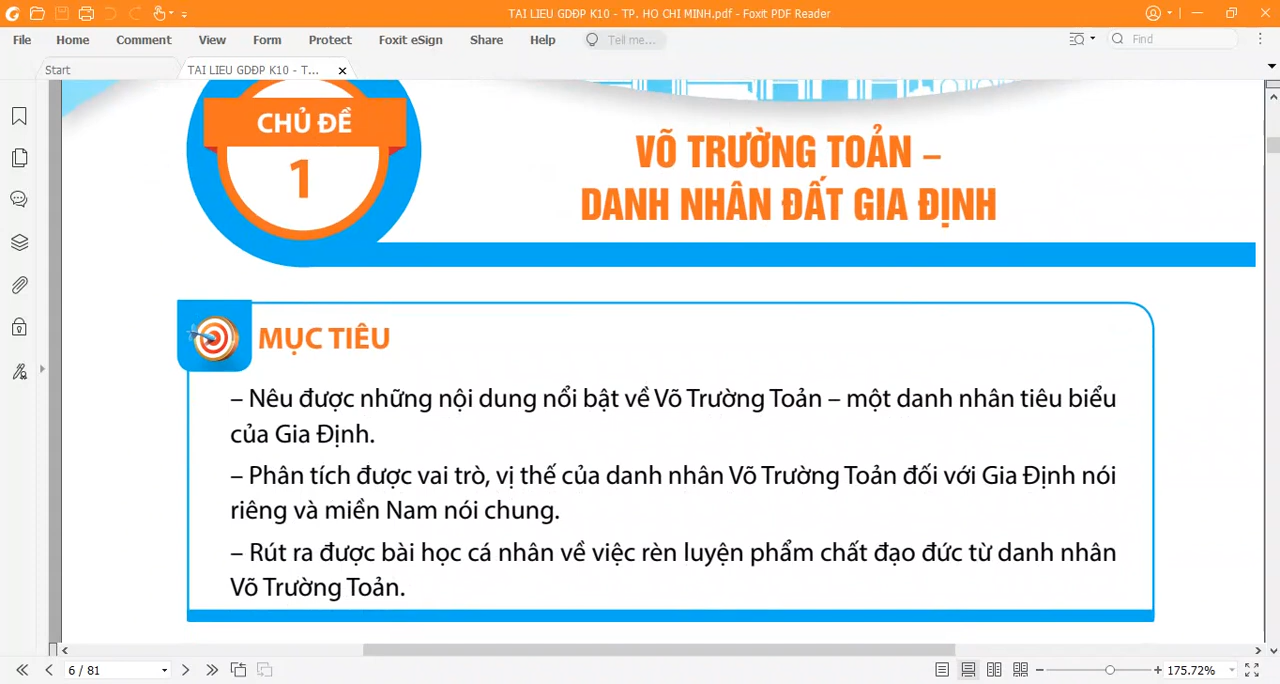 TAI LIEU GDĐP K10 - TP. HO CHI MINH.pdf - Foxit PDF Reader
File Home Comment View Form Protect Foxit eSign Share Help Tell me... Find
Start TAI LIEU GDĐP K10 - T...
CHỦ ĐỀ
1
VÕ TRƯỜNG TOẢN –
DANH NHÂN ĐẤT GIA ĐỊNH
MỤC TIÊU
– Nêu được những nội dung nổi bật về Võ Trường Toản – một danh nhân tiêu biểu
của Gia Định.
– Phân tích được vai trò, vị thế của danh nhân Võ Trường Toản đối với Gia Định nói
riêng và miền Nam nói chung.
– Rút ra được bài học cá nhân về việc rèn luyện phẩm chất đạo đức từ danh nhân
Võ Trường Toản.
6 / 81 175.72%